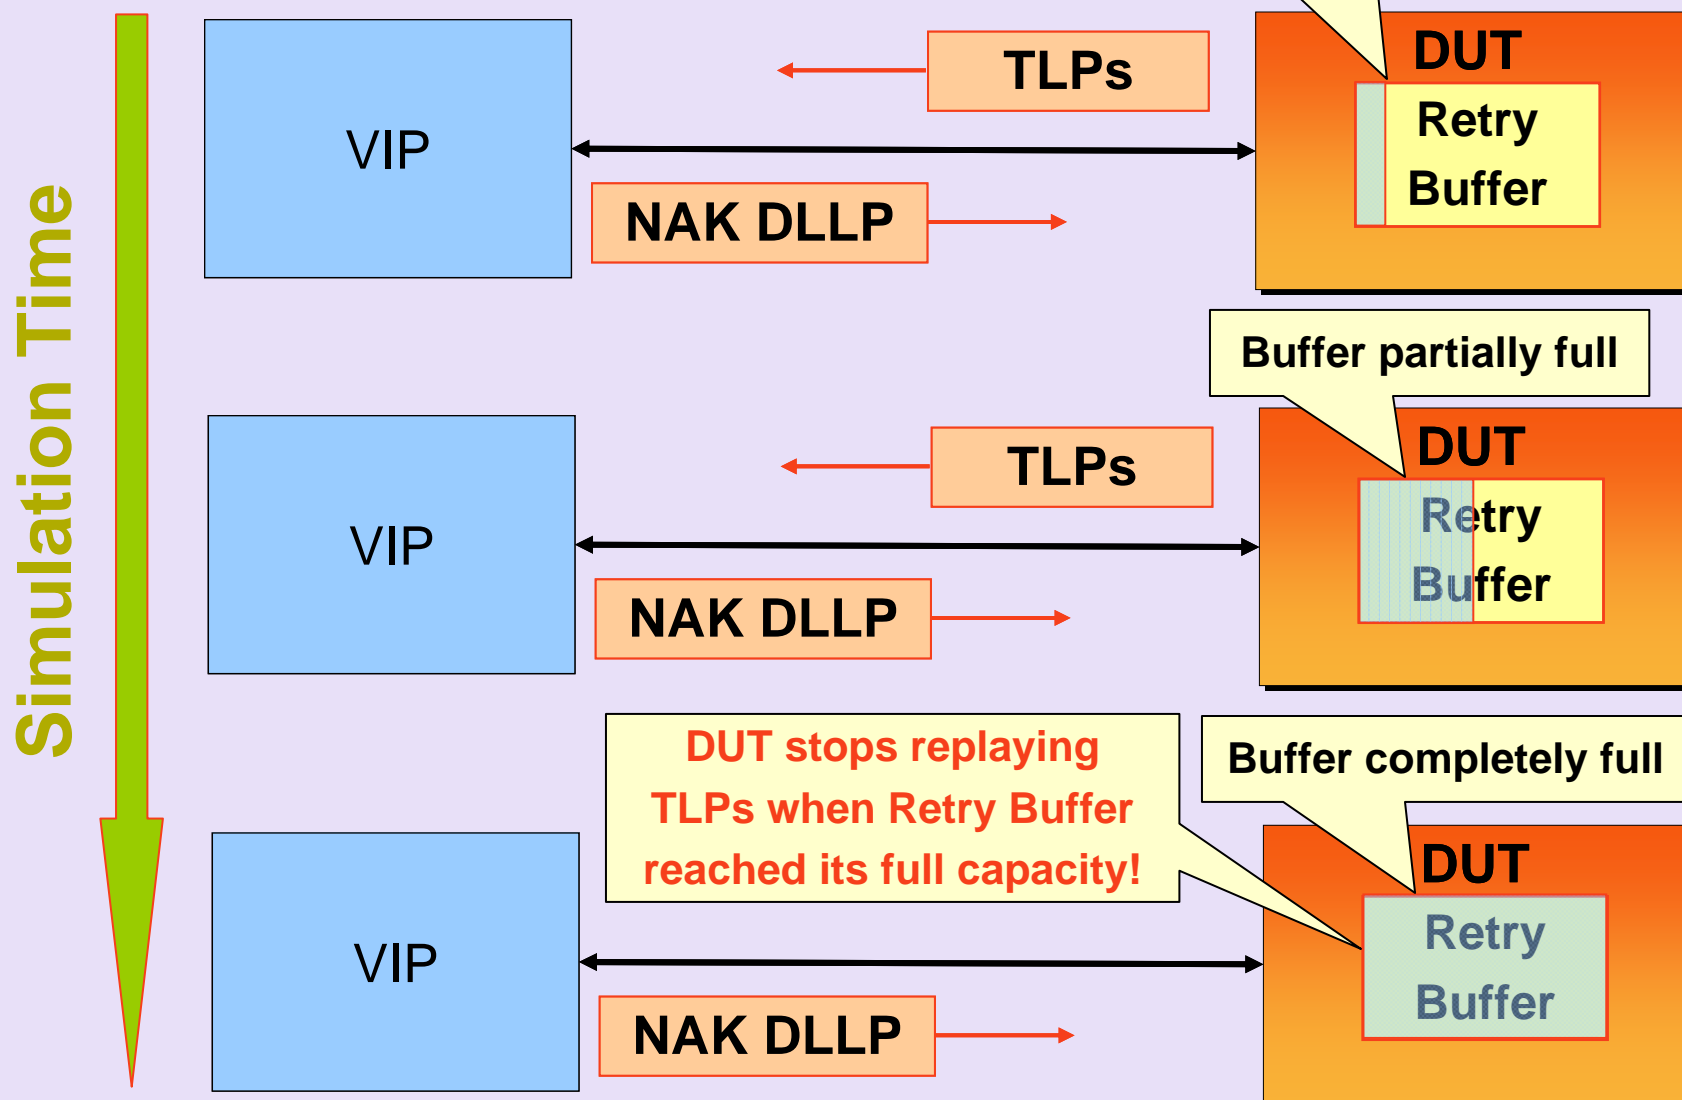 Simulation Time
VIP
TLPs
NAK DLLP
DUT
Retry
Buffer
Buffer partially full
VIP
TLPs
NAK DLLP
DUT
Retry
Buffer
DUT stops replaying
TLPs when Retry Buffer
reached its full capacity!
Buffer completely full
VIP
NAK DLLP
DUT
Retry
Buffer